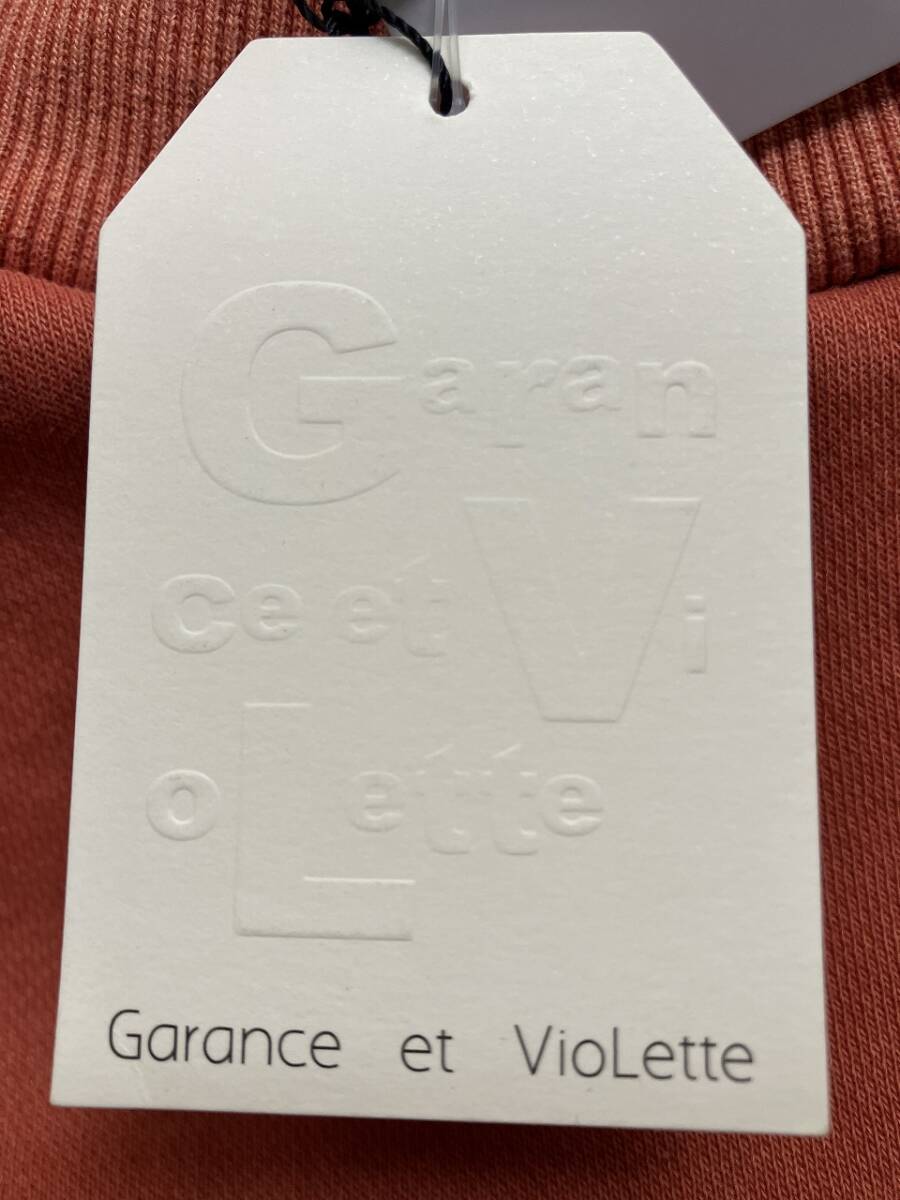 Garan
ce et Vi
oLette
Garance et VioLette